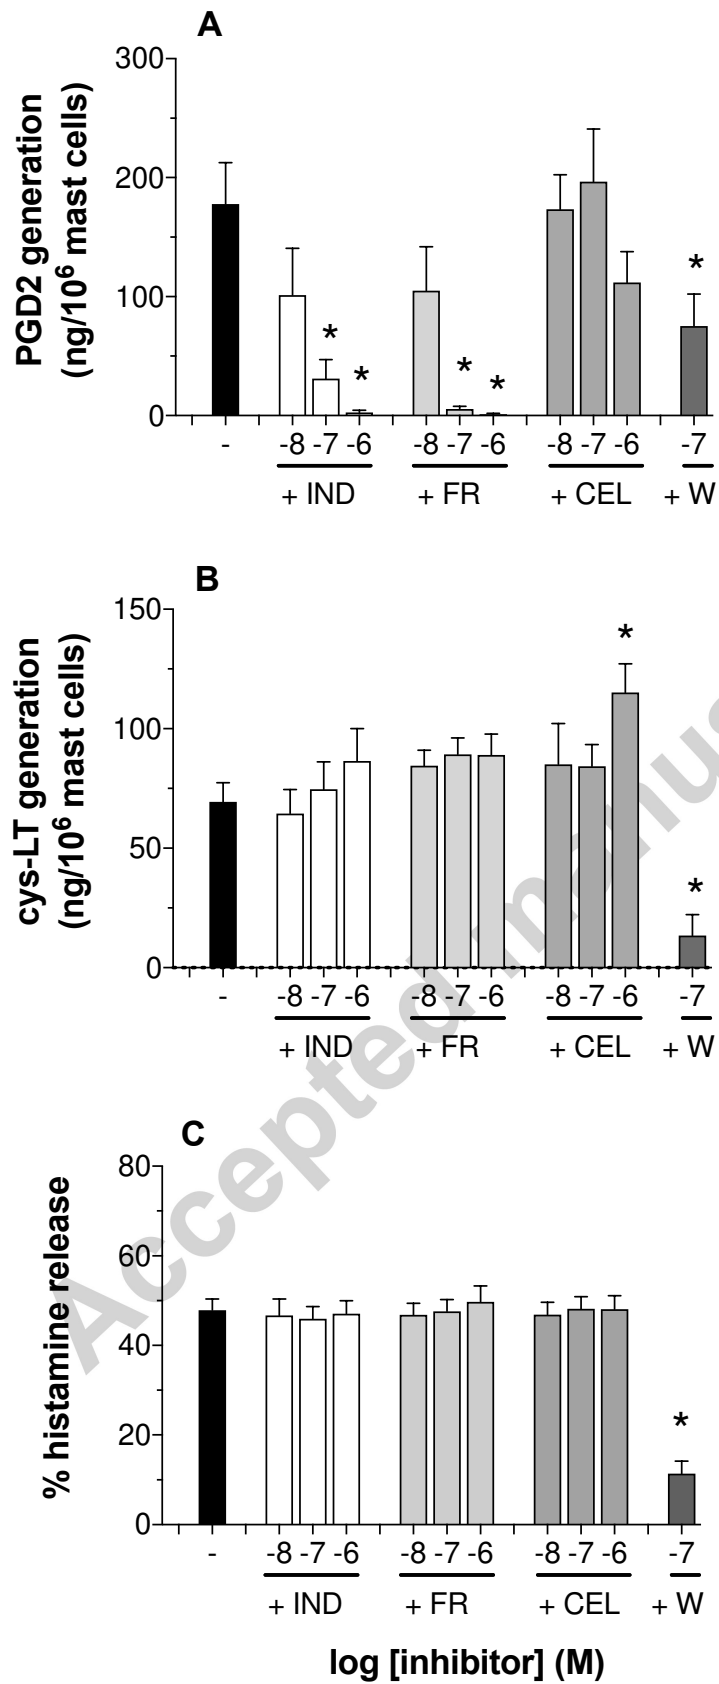 A
PGD2 generation
(ng/10⁶ mast cells)
300
200
100
0
*
*
*
*
*
- -8 -7 -6 -8 -7 -6 -8 -7 -6 -7
+ IND + FR + CEL + W
B
cys-LT generation
(ng/10⁶ mast cells)
150
100
50
0
*
*
- -8 -7 -6 -8 -7 -6 -8 -7 -6 -7
+ IND + FR + CEL + W
C
% histamine release
80
60
40
20
0
*
- -8 -7 -6 -8 -7 -6 -8 -7 -6 -7
+ IND + FR + CEL + W
log [inhibitor] (M)
Accepted manus